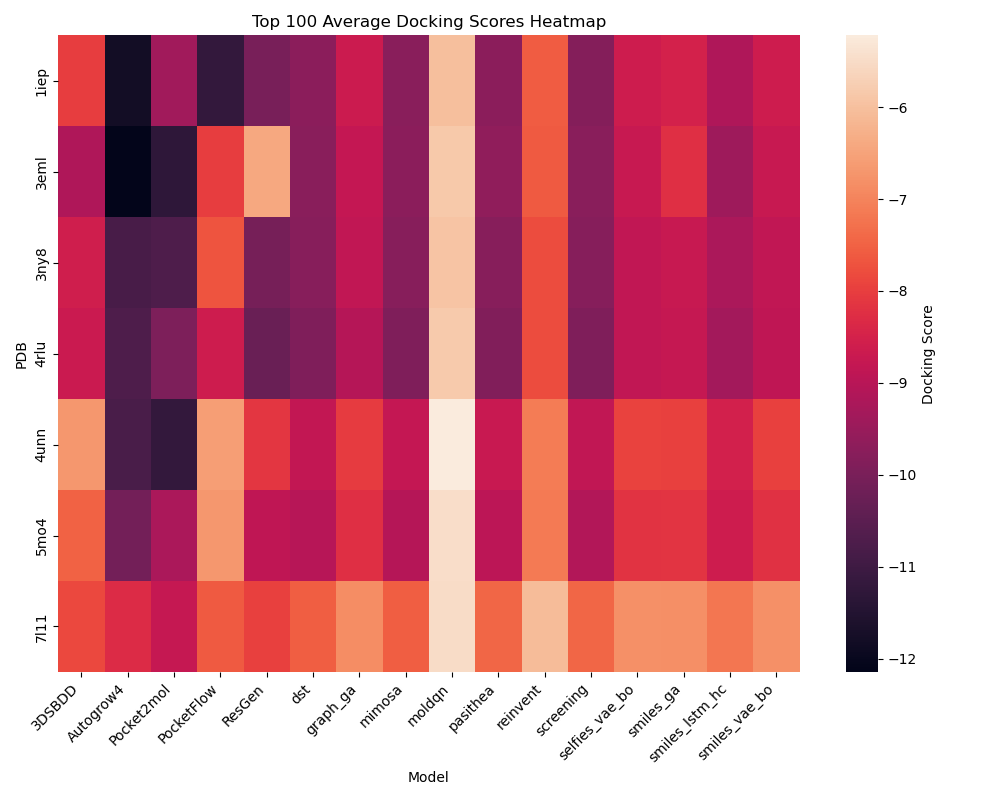 Top 100 Average Docking Scores Heatmap
PDB
1iep
3eml
3ny8
4rlu
4unn
5mo4
7l11
3DSBDD
Autogrow4
Pocket2mol
PocketFlow
ResGen
dst
graph_ga
mimosa
moldqn
pasithea
reinvent
screening
selfies_vae_bo
smiles_ga
smiles_lstm_hc
smiles_vae_bo
Model
−6
−7
−8
−9
−10
−11
−12
Docking Score